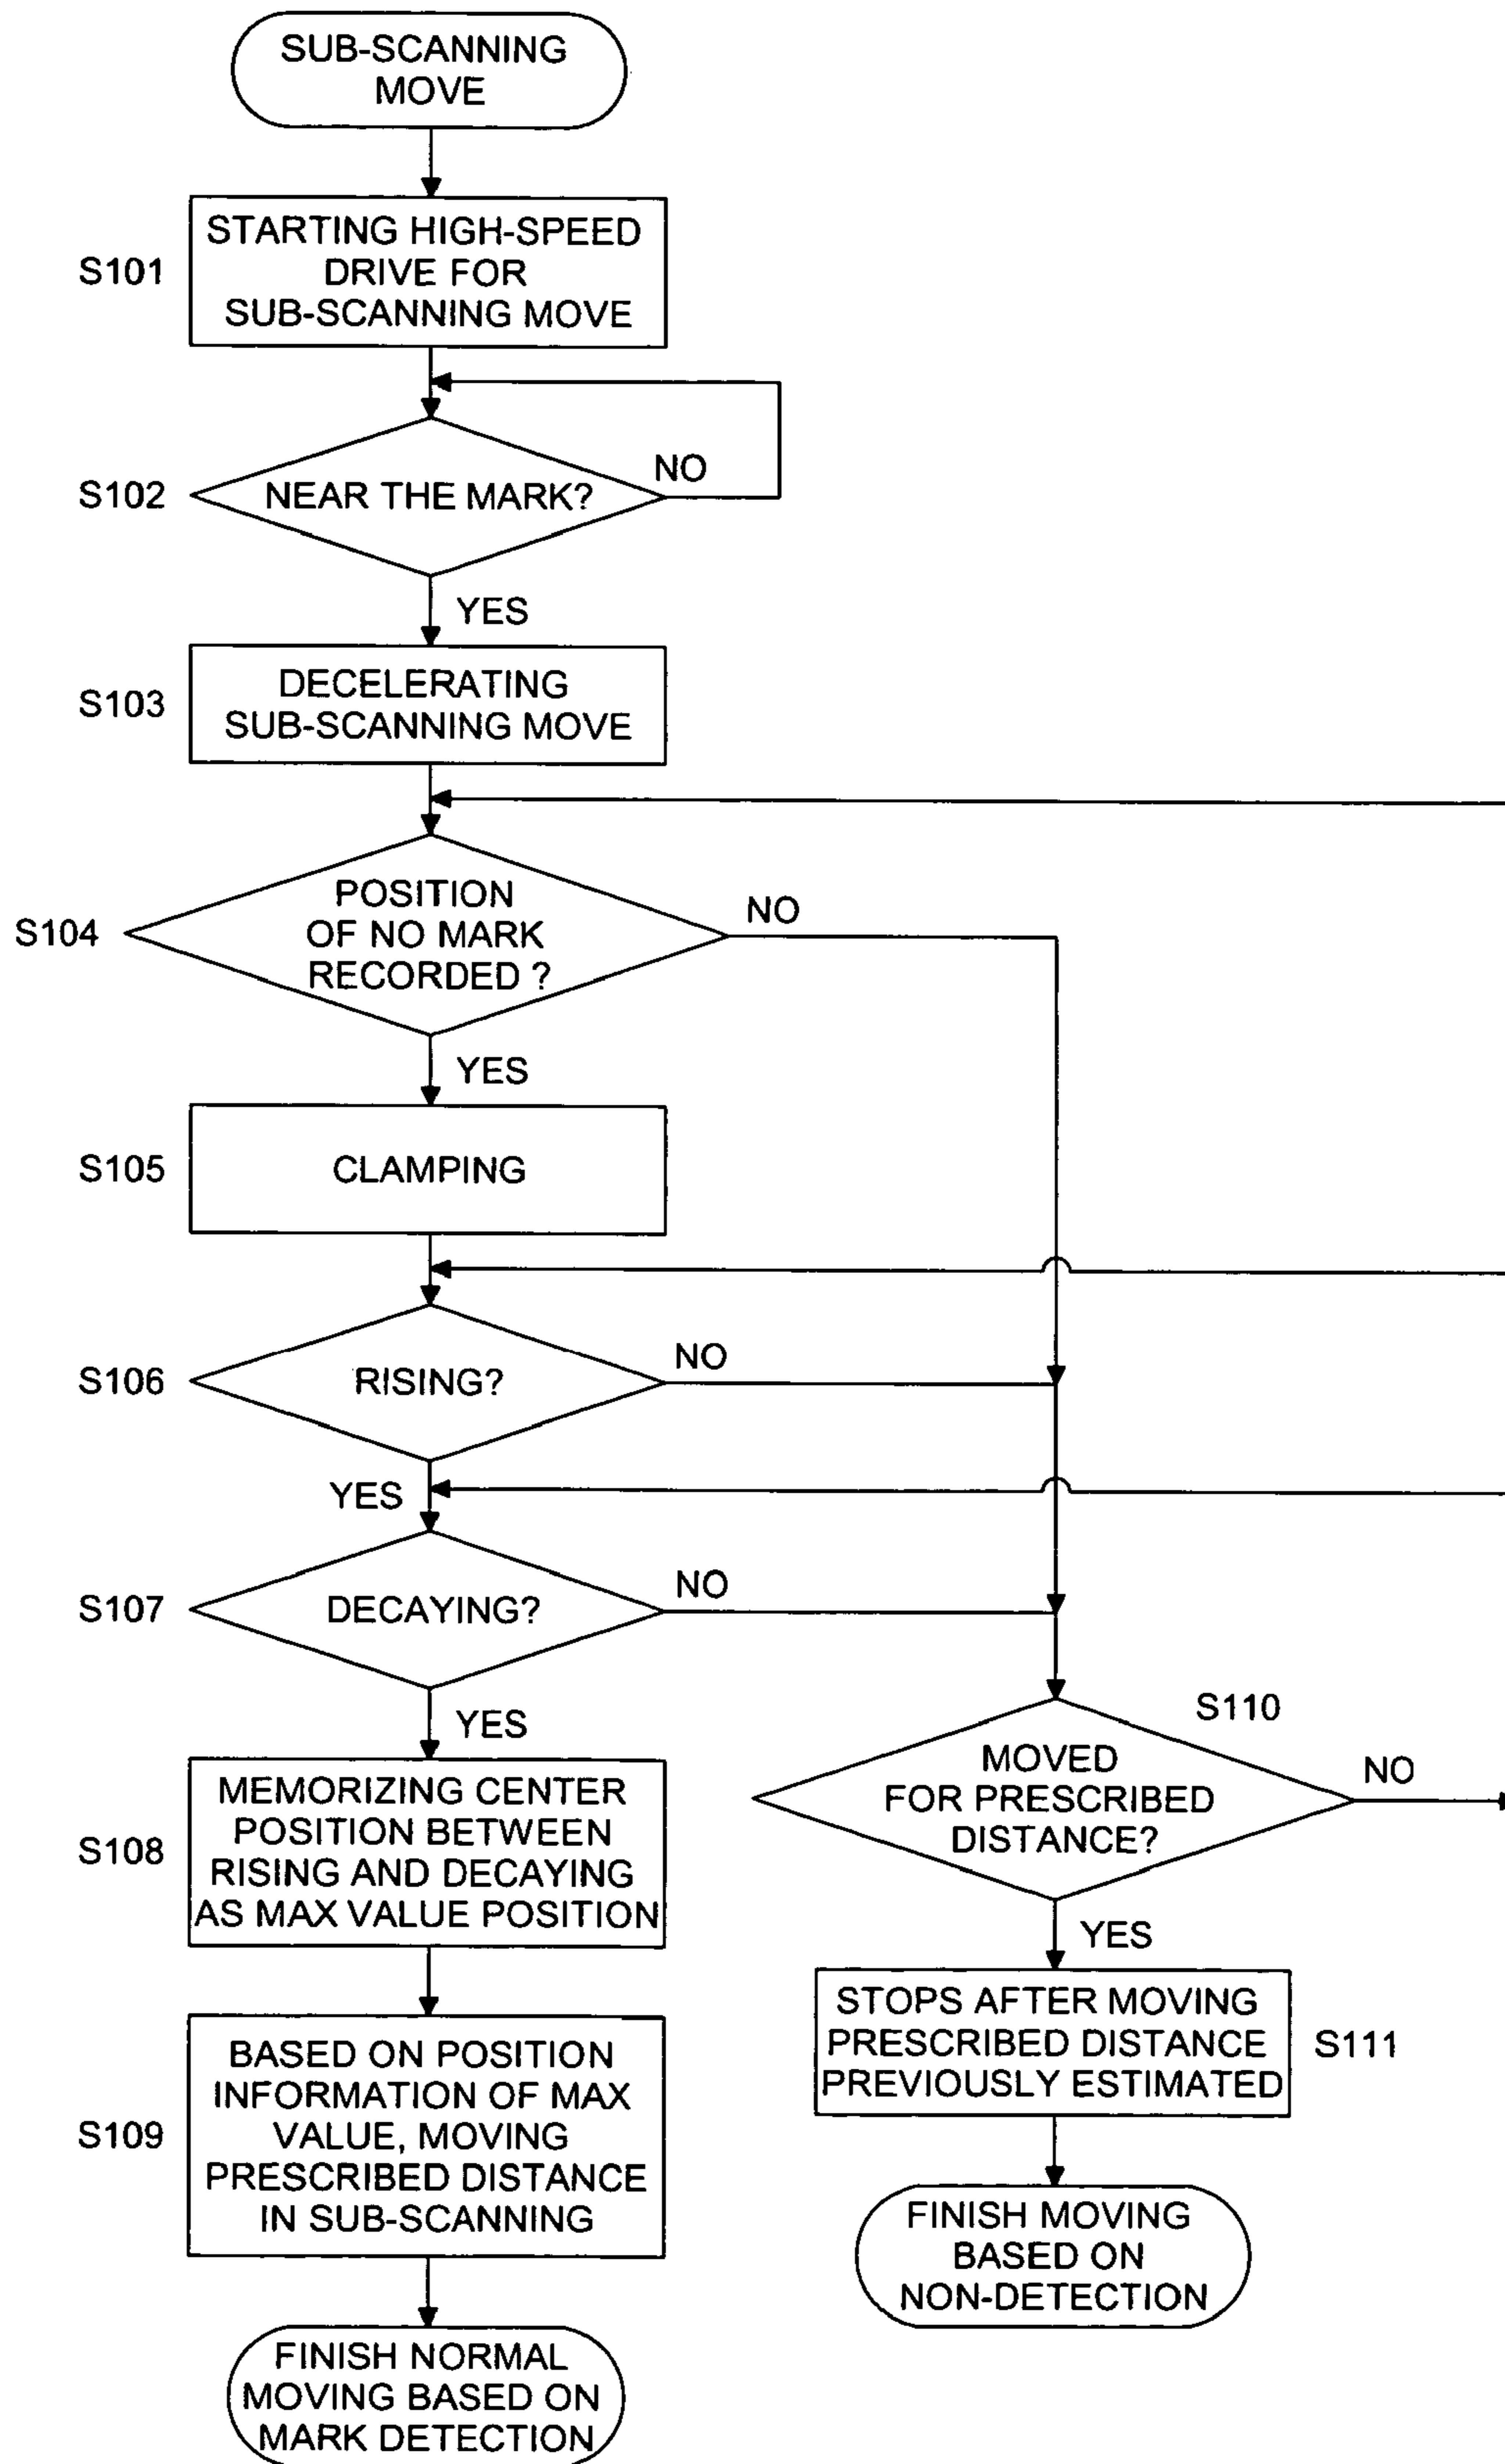 SUB-SCANNING
MOVE
S101
STARTING HIGH-SPEED
DRIVE FOR
SUB-SCANNING MOVE
S102
NEAR THE MARK?
NO
YES
S103
DECELERATING
SUB-SCANNING MOVE
S104
POSITION
OF NO MARK
RECORDED ?
NO
YES
S105
CLAMPING
S106
RISING?
NO
YES
S107
DECAYING?
NO
YES
S108
MEMORIZING CENTER
POSITION BETWEEN
RISING AND DECAYING
AS MAX VALUE POSITION
S109
BASED ON POSITION
INFORMATION OF MAX
VALUE, MOVING
PRESCRIBED DISTANCE
IN SUB-SCANNING
FINISH NORMAL
MOVING BASED ON
MARK DETECTION
S110
MOVED
FOR PRESCRIBED
DISTANCE?
NO
YES
STOPS AFTER MOVING
PRESCRIBED DISTANCE
PREVIOUSLY ESTIMATED
S111
FINISH MOVING
BASED ON
NON-DETECTION